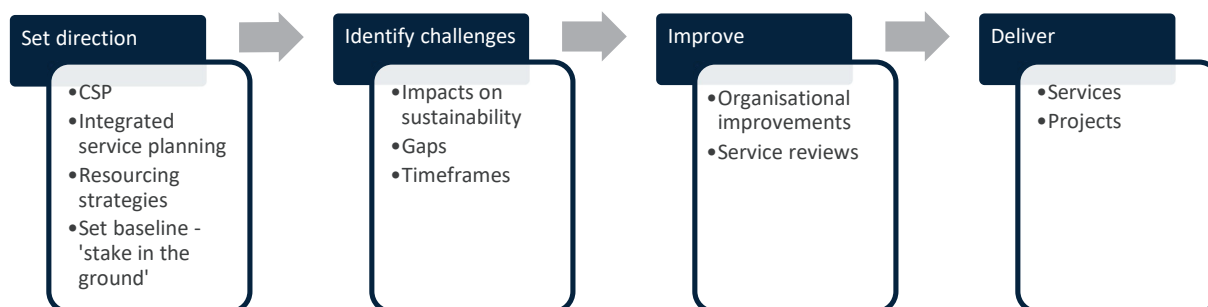 Set direction
•CSP
•Integrated
service planning
•Resourcing
strategies
•Set baseline -
'stake in the
ground'
Identify challenges
•Impacts on
sustainability
•Gaps
•Timeframes
Improve
•Organisational
improvements
•Service reviews
Deliver
•Services
•Projects